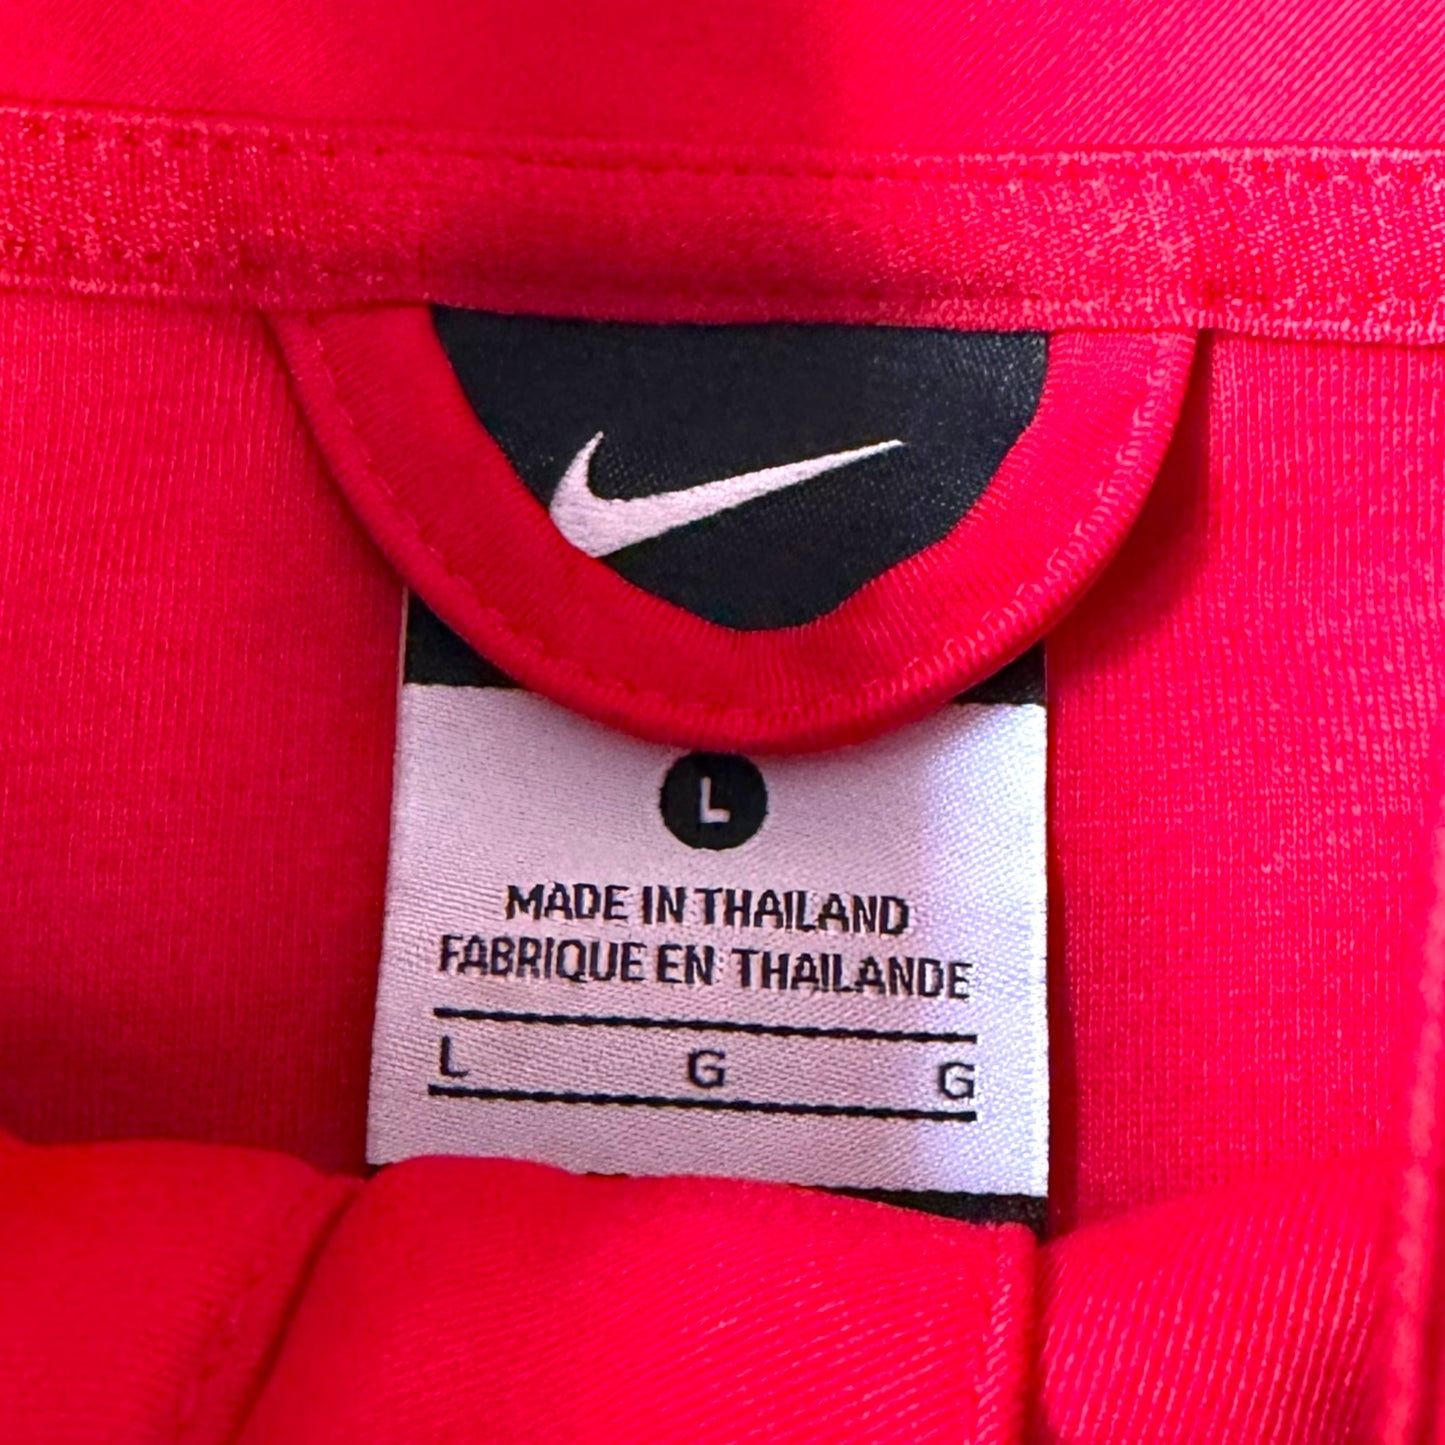 L
MADE IN THAILAND
FABRIQUE EN THAILANDE
L G G